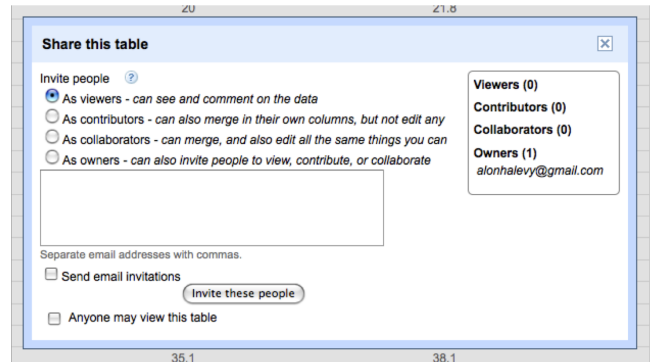 20 21.8
Share this table
Invite people ?
As viewers - can see and comment on the data
As contributors - can also merge in their own columns, but not edit any
As collaborators - can merge, and also edit all the same things you can
As owners - can also invite people to view, contribute, or collaborate
Separate email addresses with commas.
Send email invitations
Invite these people
Anyone may view this table
Viewers (0)
Contributors (0)
Collaborators (0)
Owners (1)
alonhalevy@gmail.com
35.1 38.1